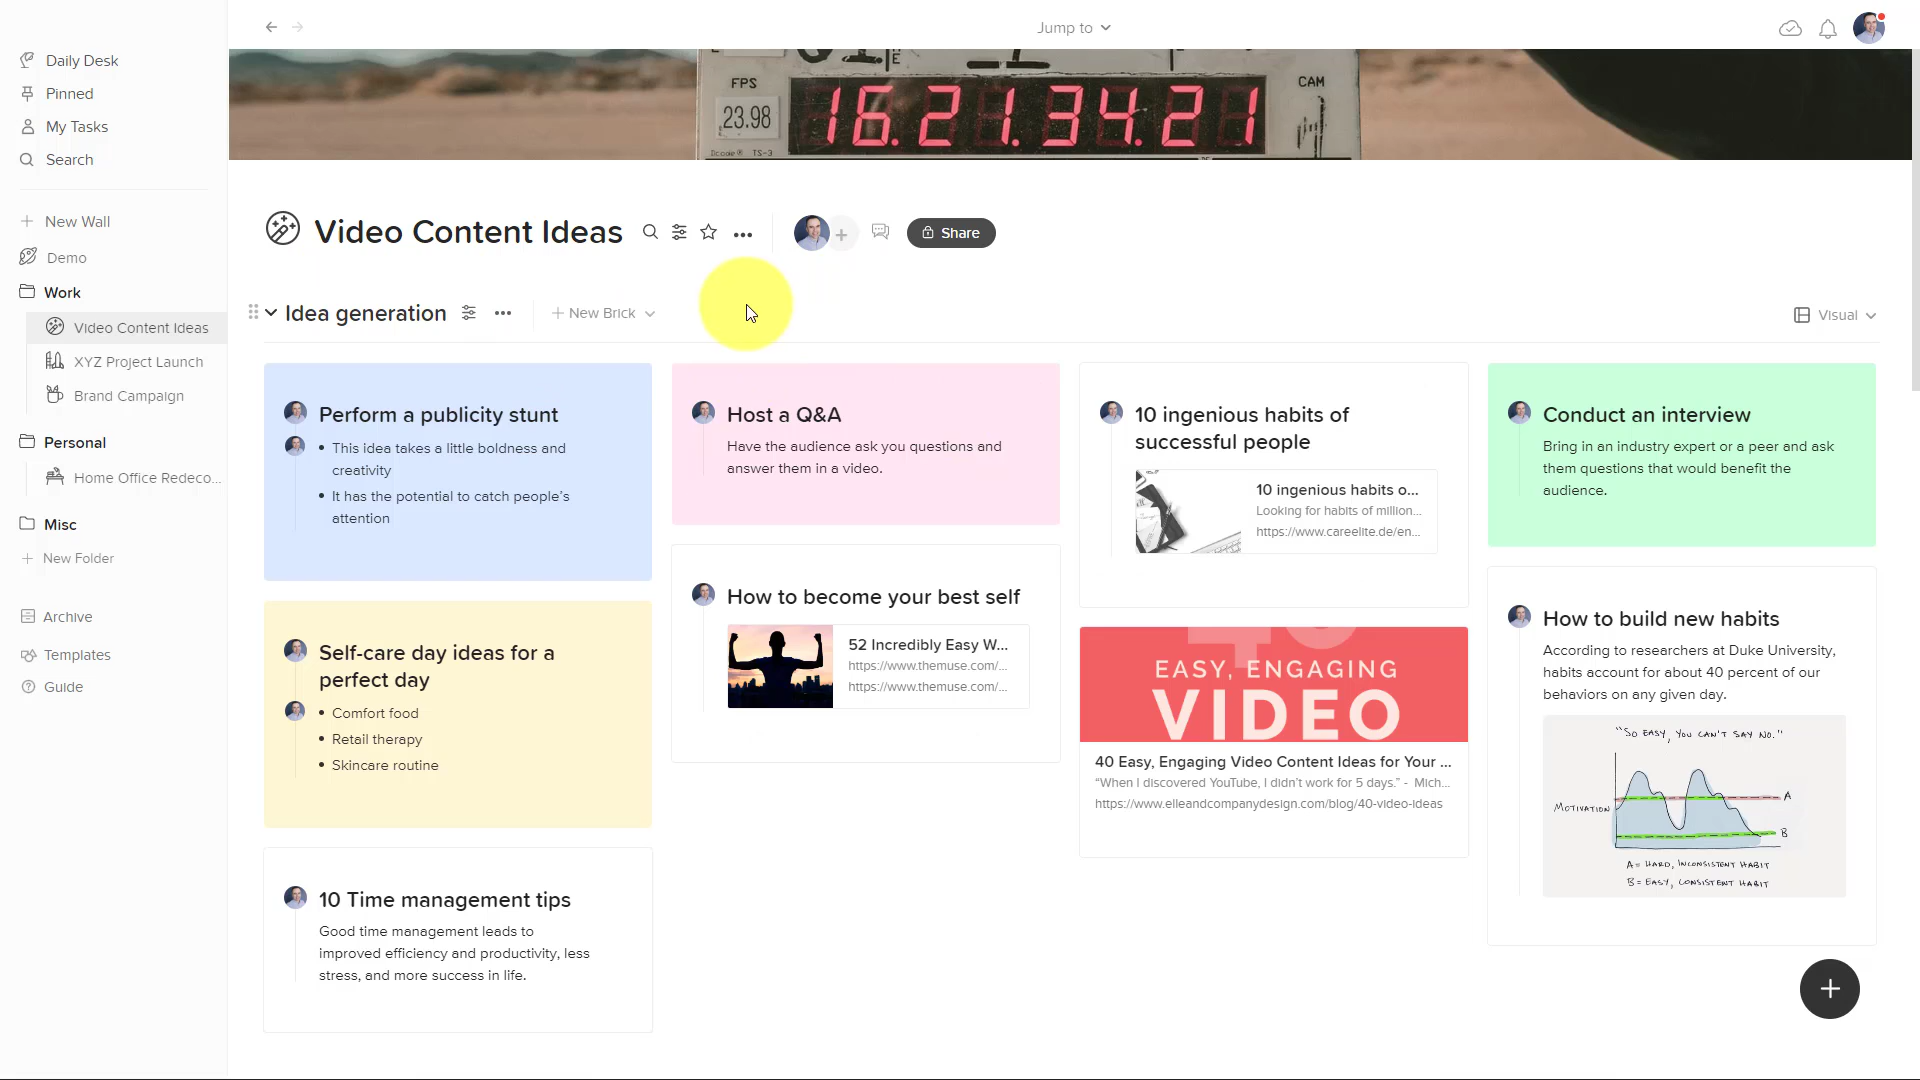 Jump to
Daily Desk
Pinned
My Tasks
Search
New Wall
Demo
Work
Video Content Ideas
XYZ Project Launch
Brand Campaign
Personal
Home Office Redeco...
Misc
New Folder
Archive
Templates
Guide
FPS
23.98
16.21.34.21
CAM
TS-3
Video Content Ideas
Share
Idea generation
New Brick
Visual
Perform a publicity stunt
• This idea takes a little boldness and
creativity
• It has the potential to catch people's
attention
Self-care day ideas for a
perfect day
• Comfort food
• Retail therapy
• Skincare routine
10 Time management tips
Good time management leads to
improved efficiency and productivity, less
stress, and more success in life.
Host a Q&A
Have the audience ask you questions and
answer them in a video.
How to become your best self
52 Incredibly Easy W...
https://www.themuse.com/...
https://www.themuse.com/...
10 ingenious habits of
successful people
10 ingenious habits o...
Looking for habits of million...
https://www.careelite.de/en...
EASY, ENGAGING
VIDEO
40 Easy, Engaging Video Content Ideas for Your ...
“When I discovered YouTube, I didn’t work for 5 days.” - Mich...
https://www.elleandcompanydesign.com/blog/40-video-ideas
Conduct an interview
Bring in an industry expert or a peer and ask
them questions that would benefit the
audience.
How to build new habits
According to researchers at Duke University,
habits account for about 40 percent of our
behaviors on any given day.
"SO EASY, YOU CAN'T SAY NO."
MOTIVATION
A
B
A = HARD, INCONSISTENT HABIT
B = EASY, CONSISTENT HABIT